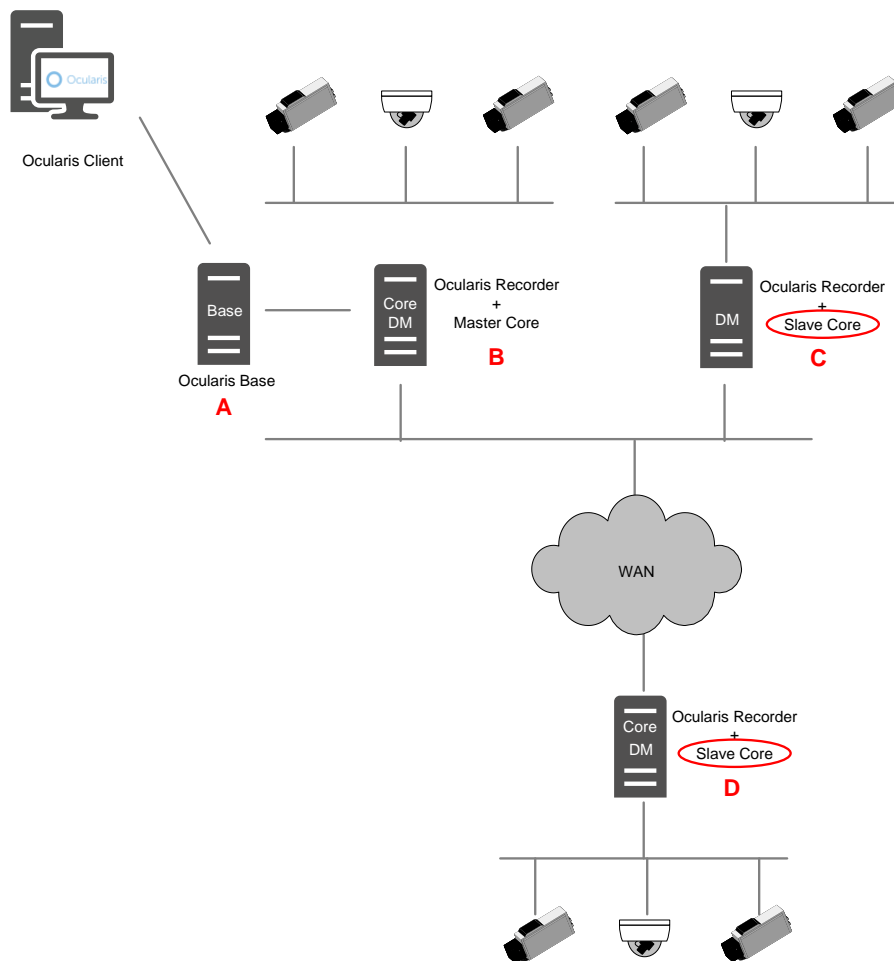 Ocularis
Ocularis Client
Base
Ocularis Base
A
Core
DM
Ocularis Recorder
+
Master Core
B
DM
Ocularis Recorder
+
Slave Core
C
WAN
Core
DM
Ocularis Recorder
+
Slave Core
D